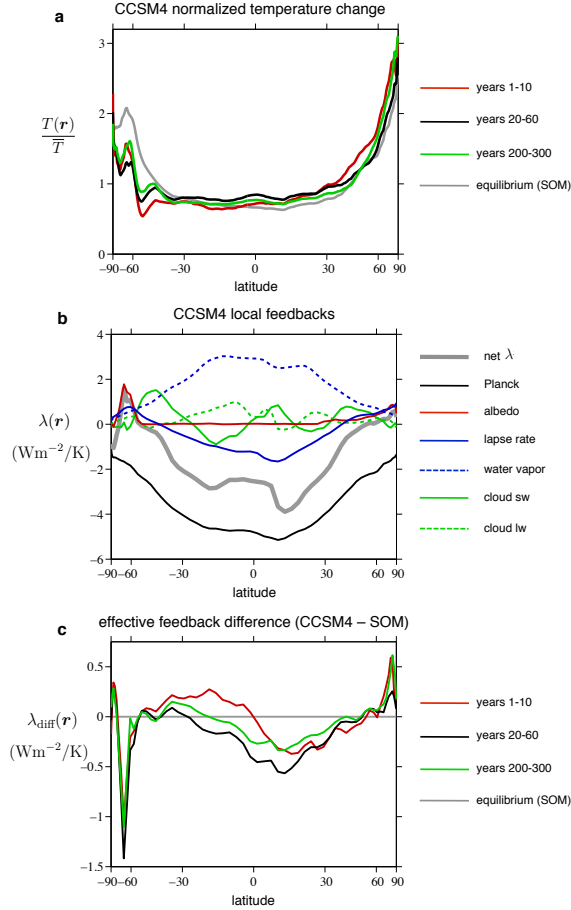 CCSM4 normalized temperature change
a
3
2
1
0
T(r)
T̅
−90 −60 −30 0 30 60 90
latitude
years 1-10
years 20-60
years 200-300
equilibrium (SOM)
b
CCSM4 local feedbacks
4
2
0
−2
−4
−6
λ(r)
(Wm⁻²/K)
−90 −60 −30 0 30 60 90
latitude
net λ
Planck
albedo
lapse rate
water vapor
cloud sw
cloud lw
c
effective feedback difference (CCSM4 – SOM)
0.5
0
−0.5
−1
−1.5
λdiff(r)
(Wm⁻²/K)
−90 −60 −30 0 30 60 90
latitude
years 1-10
years 20-60
years 200-300
equilibrium (SOM)